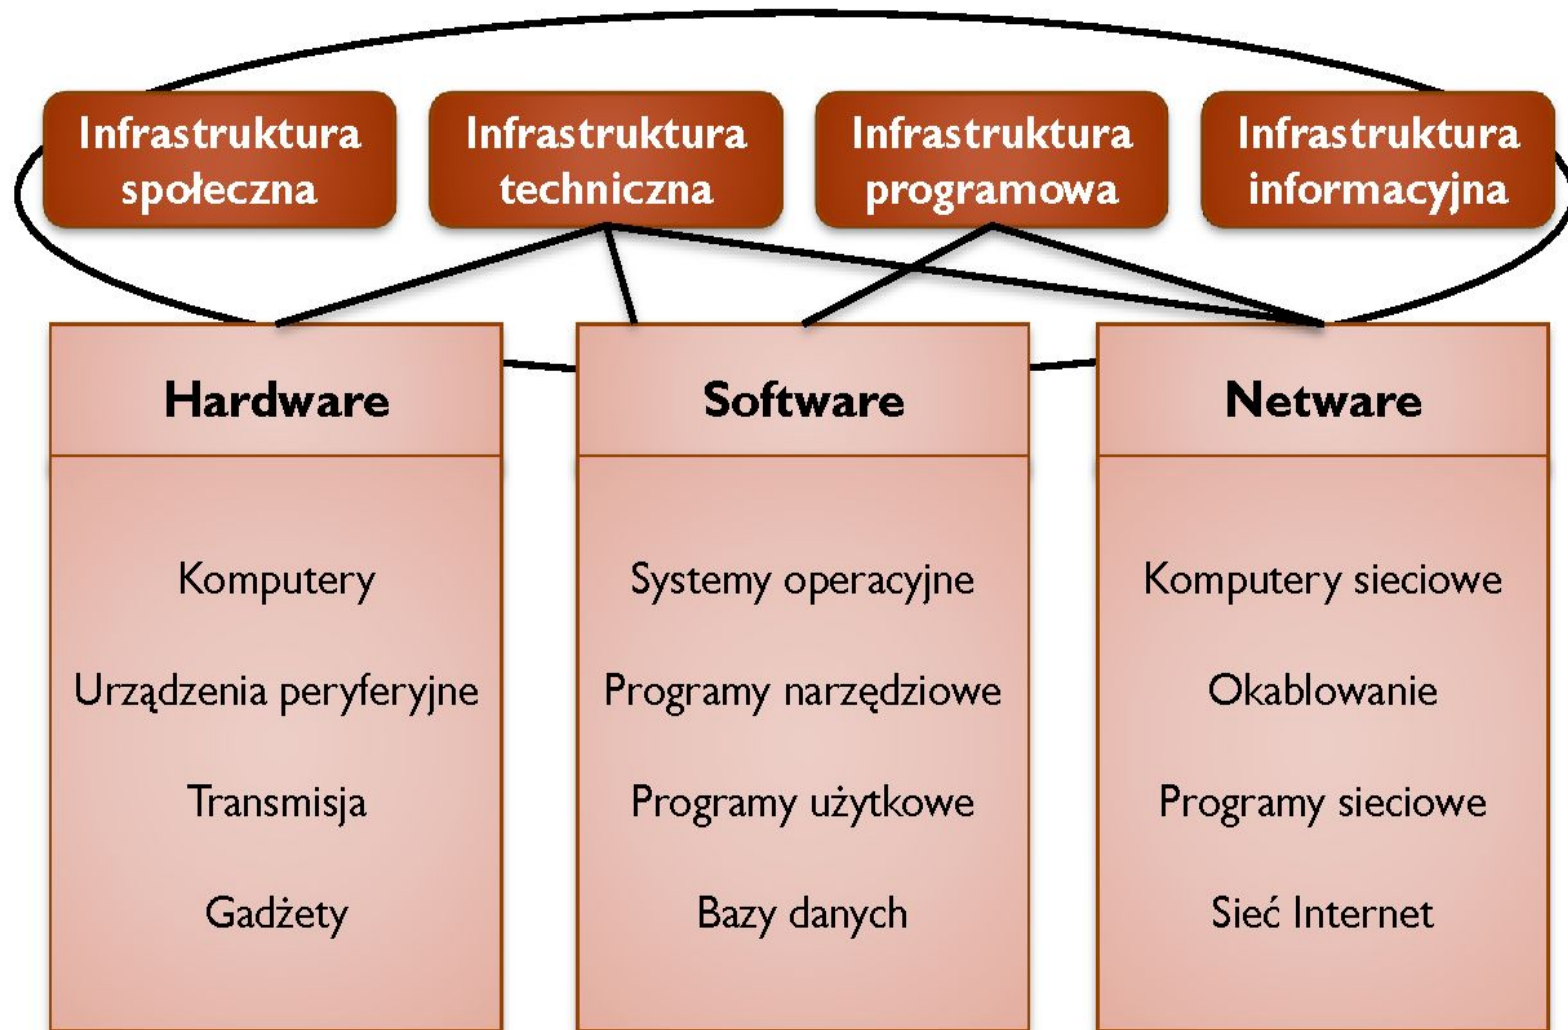 Infrastruktura
społeczna
Infrastruktura
techniczna
Infrastruktura
programowa
Infrastruktura
informacyjna
Hardware
Komputery
Urządzenia peryferyjne
Transmisja
Gadżety
Software
Systemy operacyjne
Programy narzędziowe
Programy użytkowe
Bazy danych
Netware
Komputery sieciowe
Okablowanie
Programy sieciowe
Sieć Internet